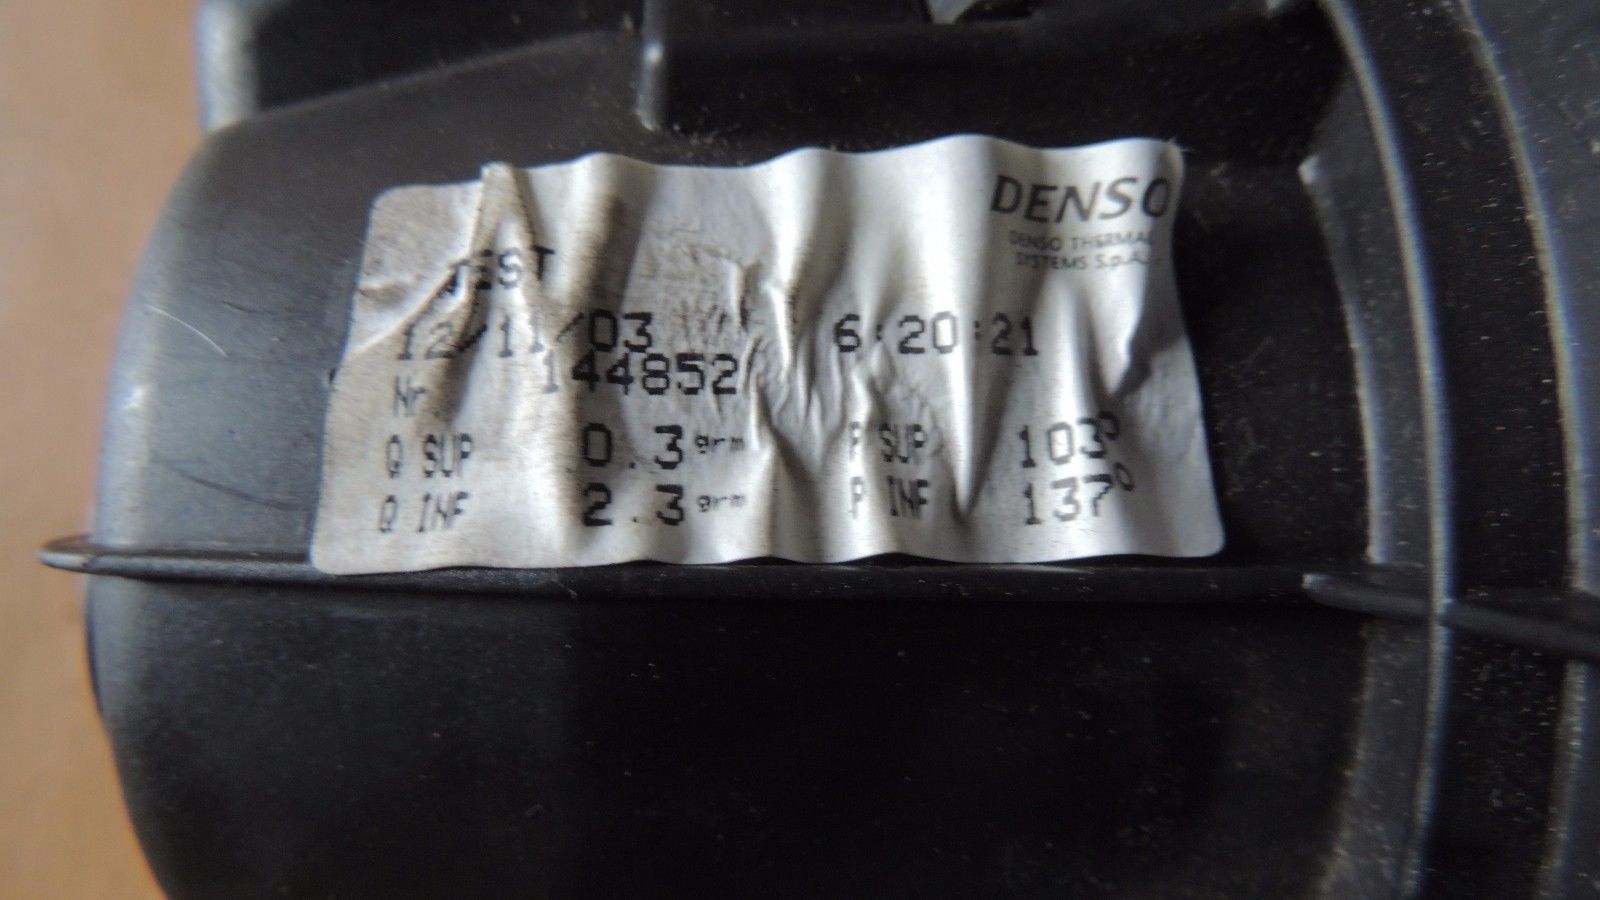 DENSO
DENSO THERMAL
SYSTEMS S.p.A.
TEST
12/11/03 6:20:21
Nr. 144852
Q SUP 0.3 grm P SUP 103°
Q INF 2.3 grm P INF 137°